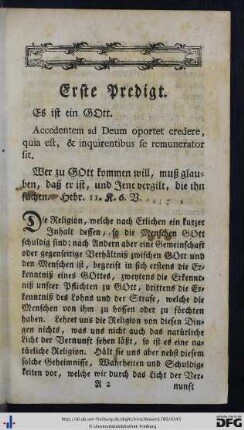 Erste Predigt.
Es ist ein GOtt.
Accedentem ad Deum oportet credere,
quia est, & inquirentibus se remunerator
sit.
Wer zu GOtt kommen will, muß glau-
ben, daß er ist, und Jene vergilt, die ihn
suchen. Hebr. 11. K. 6. V.
Die Religion, welche nach Etlichen ein kurzer
Inhalt dessen, so die Menschen GOtt
schuldig sind; nach Andern aber eine Gemeinschaft
oder gegenseitige Verhältniß zwischen GOtt und
den Menschen ist, begreift in sich erstens die Er-
kenntniß eines GOttes, zweytens die Erkennt-
niß unsrer Pflichten zu GOtt, drittens die Er-
kenntniß des Lohns und der Strafe, welche die
Menschen von ihm zu hoffen oder zu förchten
haben. Lehret uns die Religion von diesen Din-
gen nichts, was uns nicht auch das natürliche
Licht der Vernunft sehen läßt, so ist es eine na-
türliche Religion. Hält sie uns aber nebst diesem
solche Geheimnisse, Wahrheiten und Schuldig-
keiten vor, welche wir durch das Licht der Ver-
A 2 nunft
© Universitätsbibliothek Freiburg
DFG